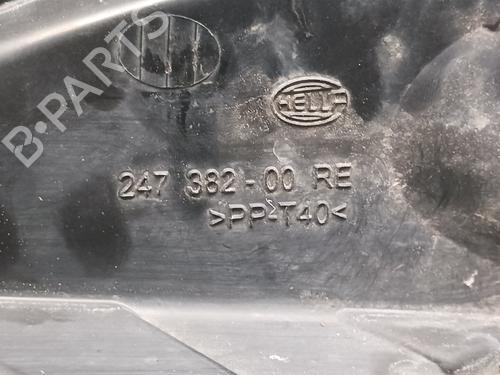 B-PARTS
HELLA
247 382-00 RE
>PP-T40<